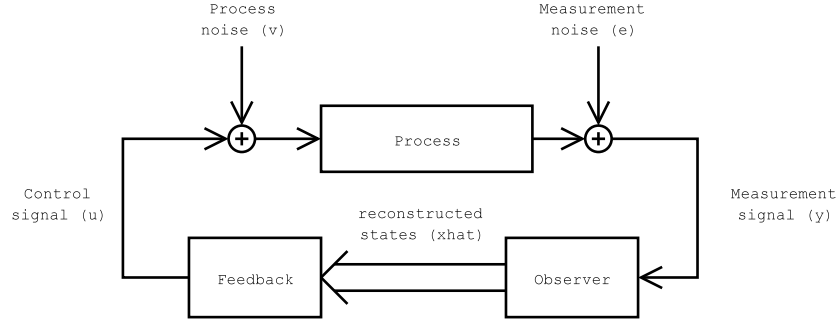 Process
noise (v)
Measurement
noise (e)
Process
Control
signal (u)
reconstructed
states (xhat)
Measurement
signal (y)
Feedback
Observer